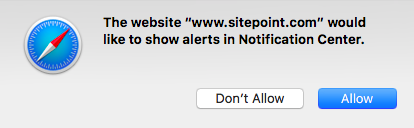 The website “www.sitepoint.com” would
like to show alerts in Notification Center.
Don’t Allow
Allow